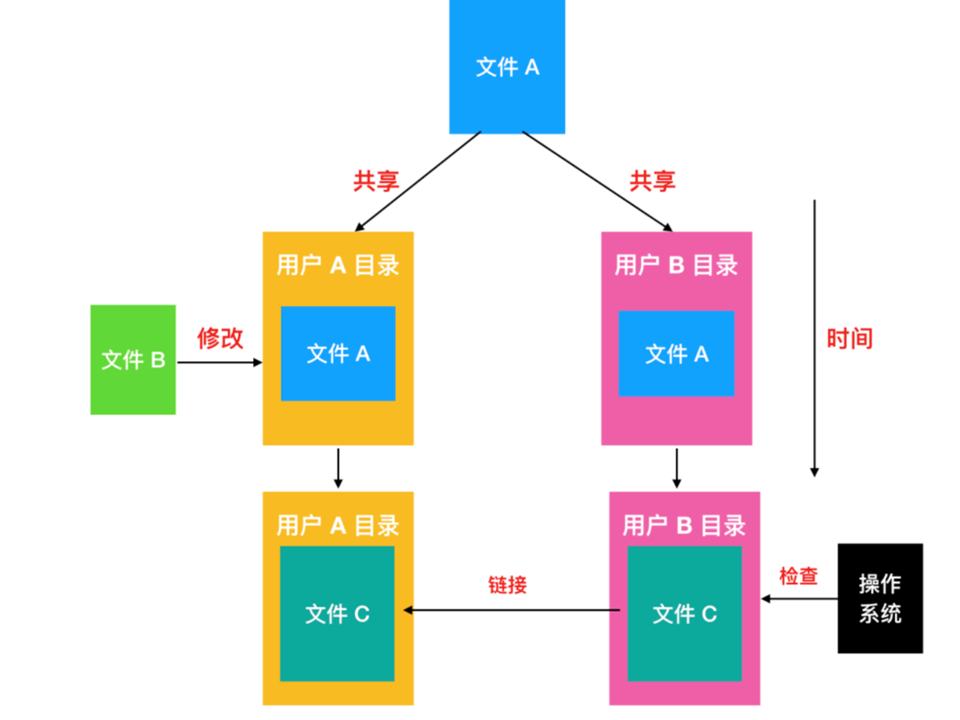 文件 A
共享
共享
用户 A 目录
用户 B 目录
文件 B
修改
文件 A
文件 A
时间
用户 A 目录
用户 B 目录
文件 C
链接
文件 C
检查
操作
系统